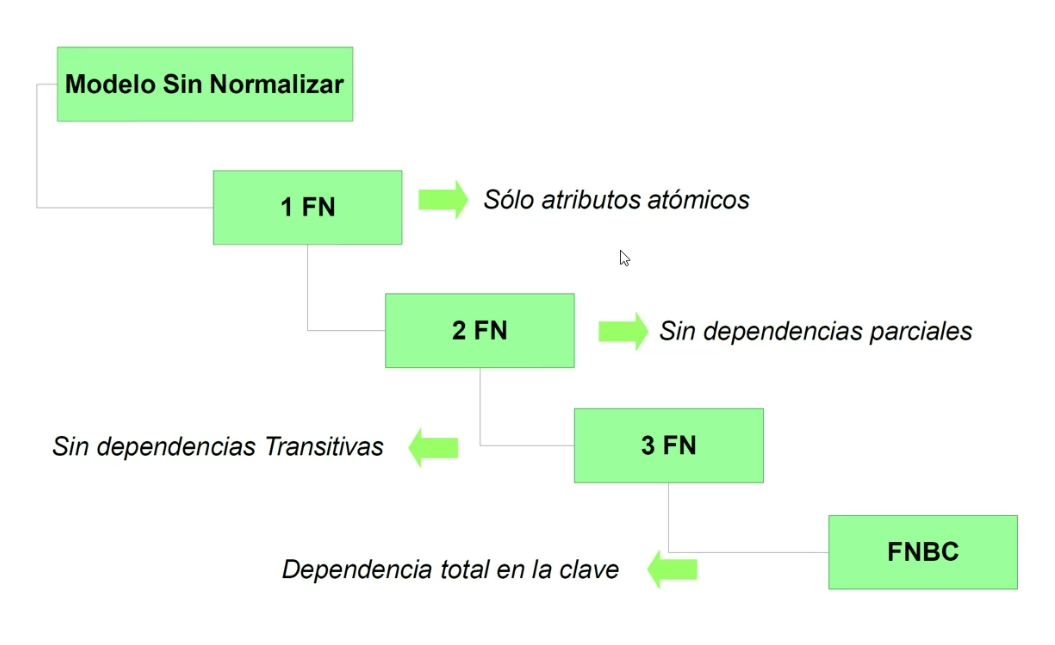 Modelo Sin Normalizar
1 FN
Sólo atributos atómicos
2 FN
Sin dependencias parciales
Sin dependencias Transitivas
3 FN
FNBC
Dependencia total en la clave